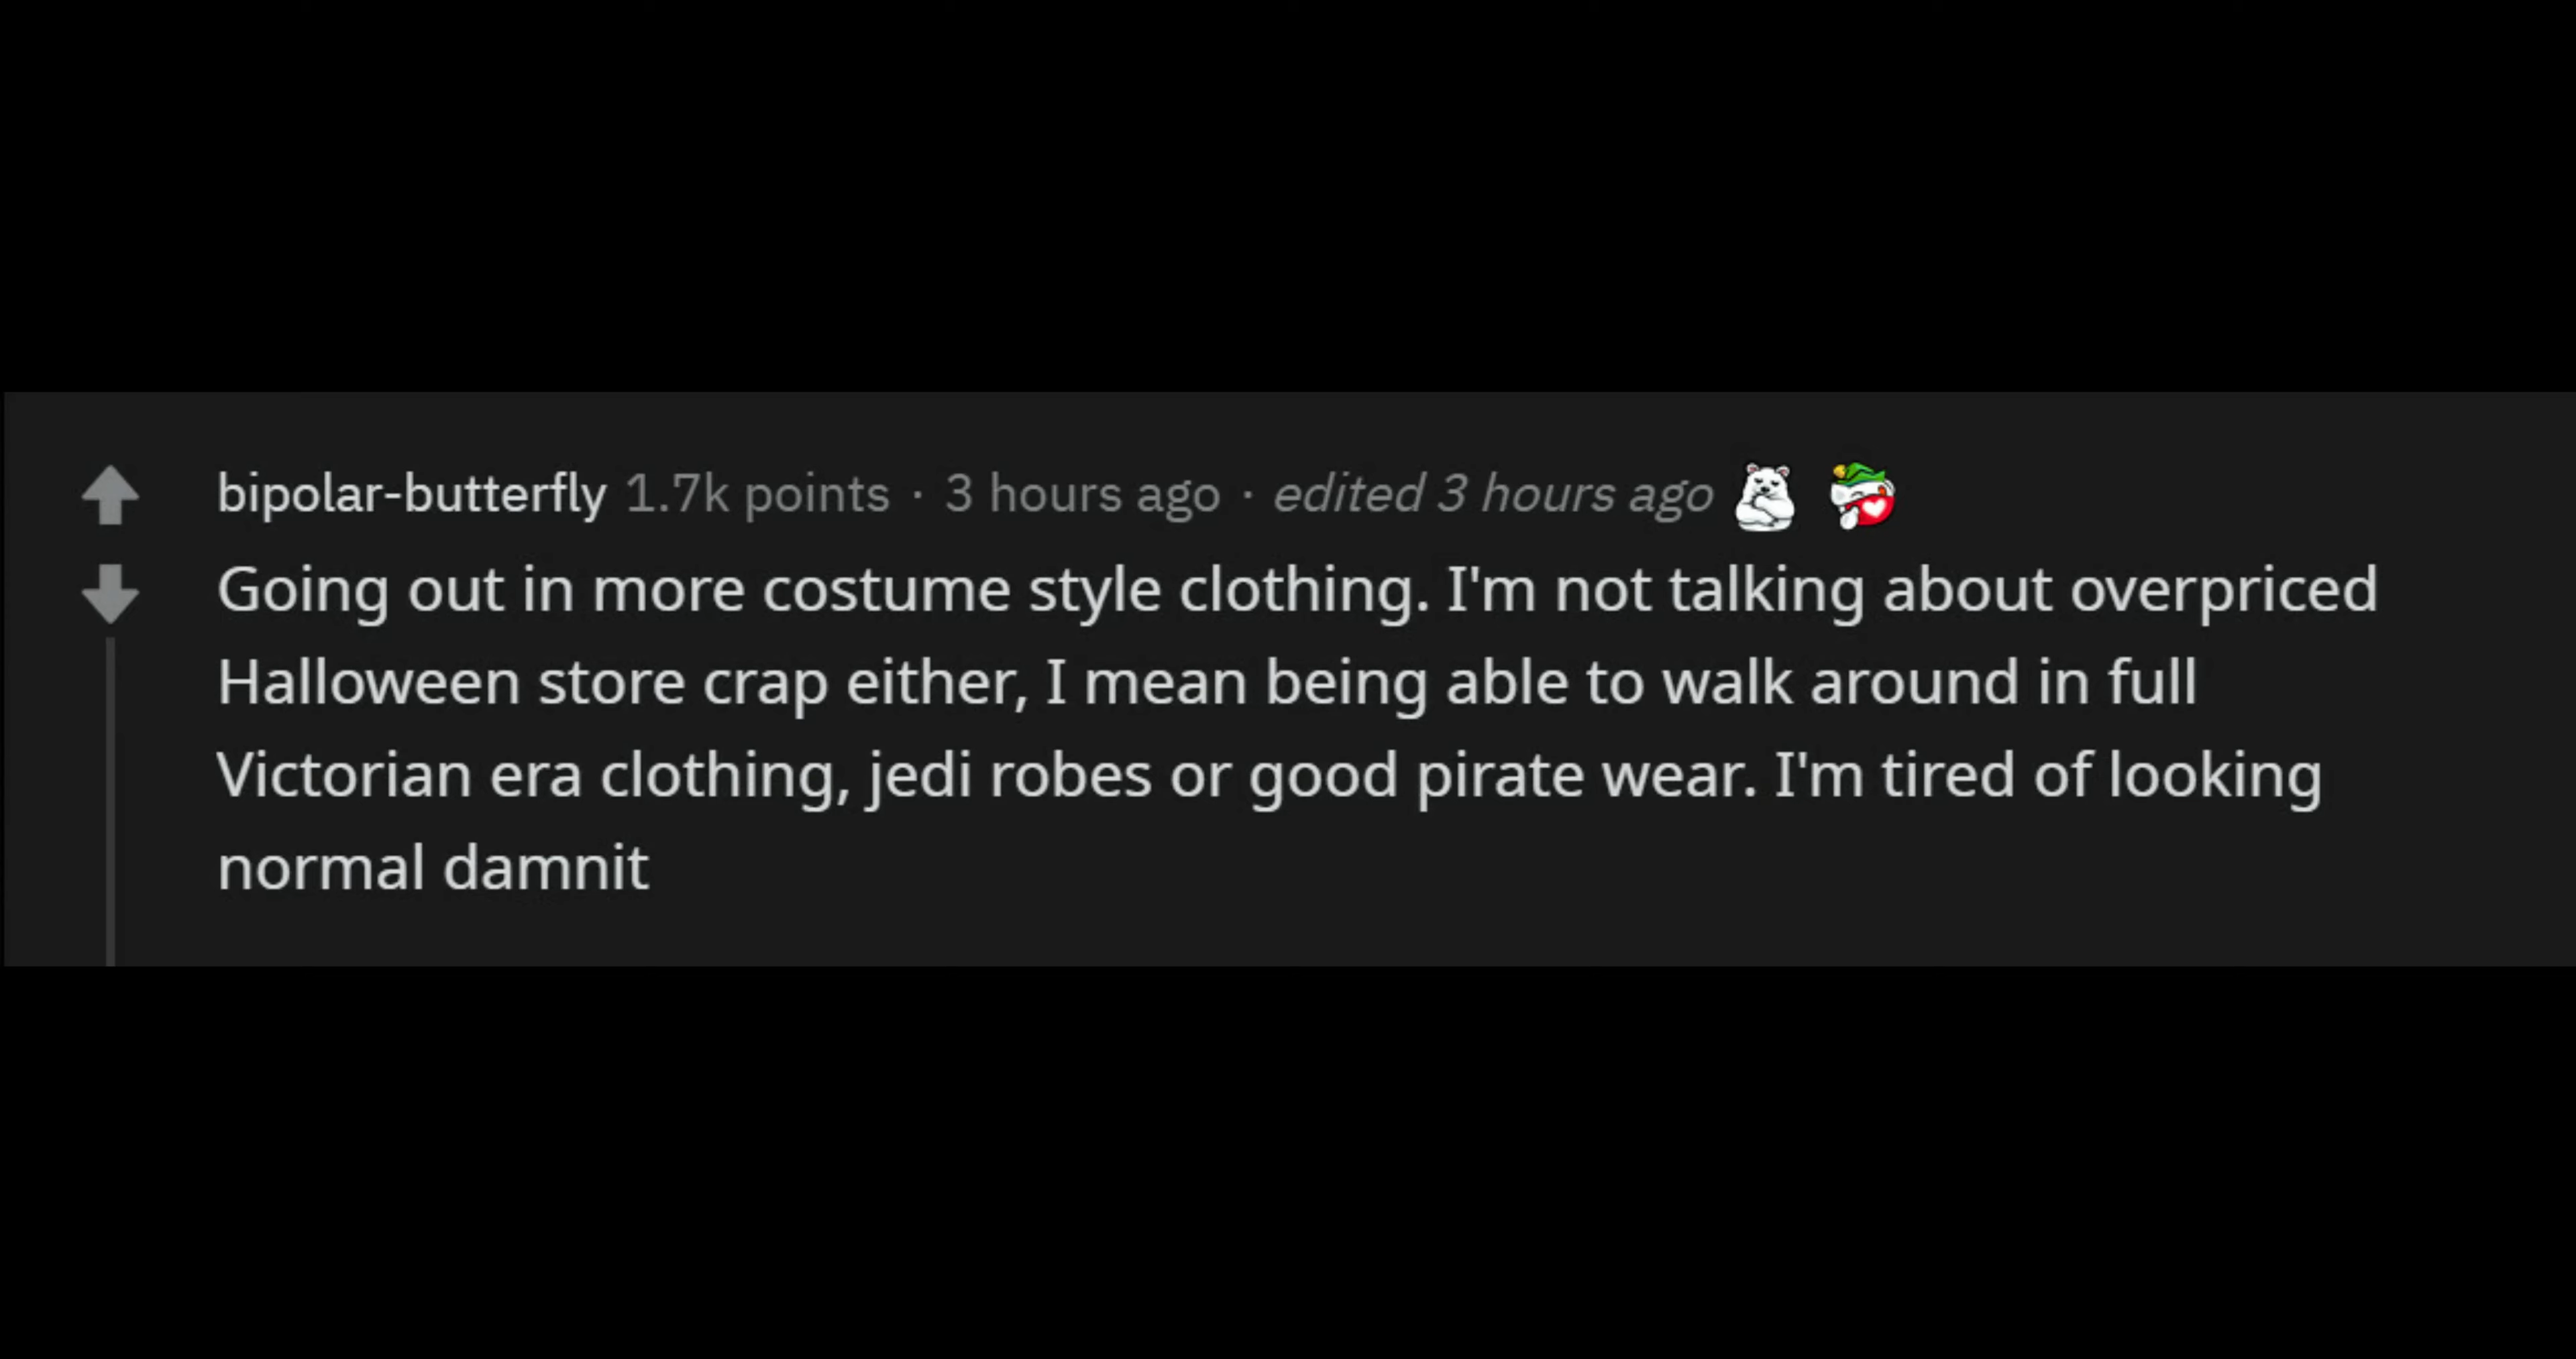 bipolar-butterfly 1.7k points · 3 hours ago · edited 3 hours ago
Going out in more costume style clothing. I'm not talking about overpriced
Halloween store crap either, I mean being able to walk around in full
Victorian era clothing, jedi robes or good pirate wear. I'm tired of looking
normal damnit